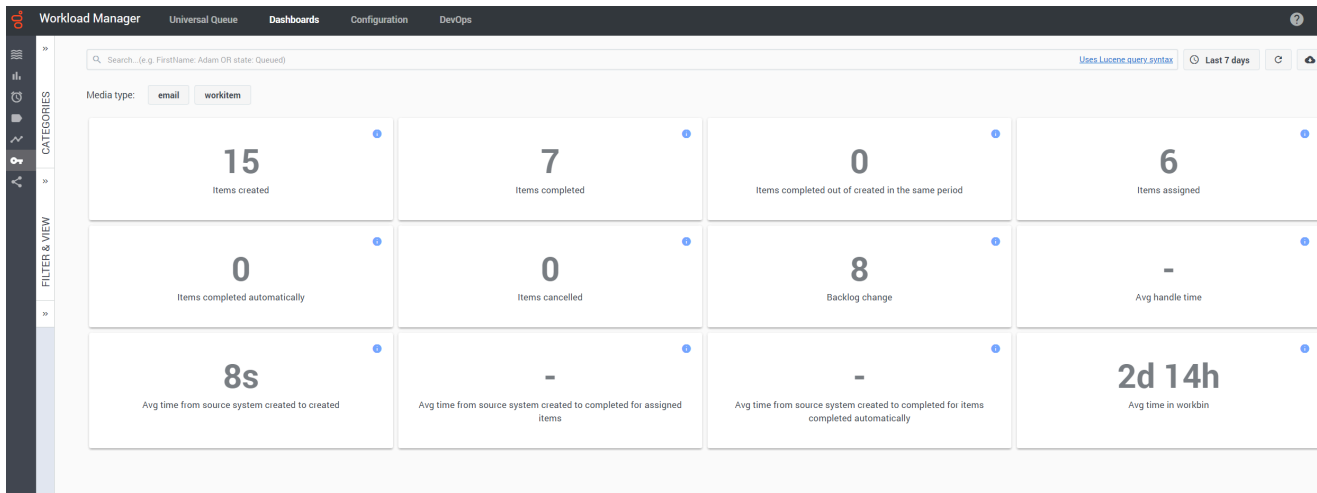 Workload Manager Universal Queue Dashboards Configuration DevOps
Search...(e.g. FirstName: Adam OR state: Queued) Uses Lucene query syntax Last 7 days
CATEGORIES
FILTER & VIEW
Media type: email workitem
15
Items created
7
Items completed
0
Items completed out of created in the same period
6
Items assigned
0
Items completed automatically
0
Items cancelled
8
Backlog change
-
Avg handle time
8s
Avg time from source system created to created
-
Avg time from source system created to completed for assigned
items
-
Avg time from source system created to completed for items
completed automatically
2d 14h
Avg time in workbin